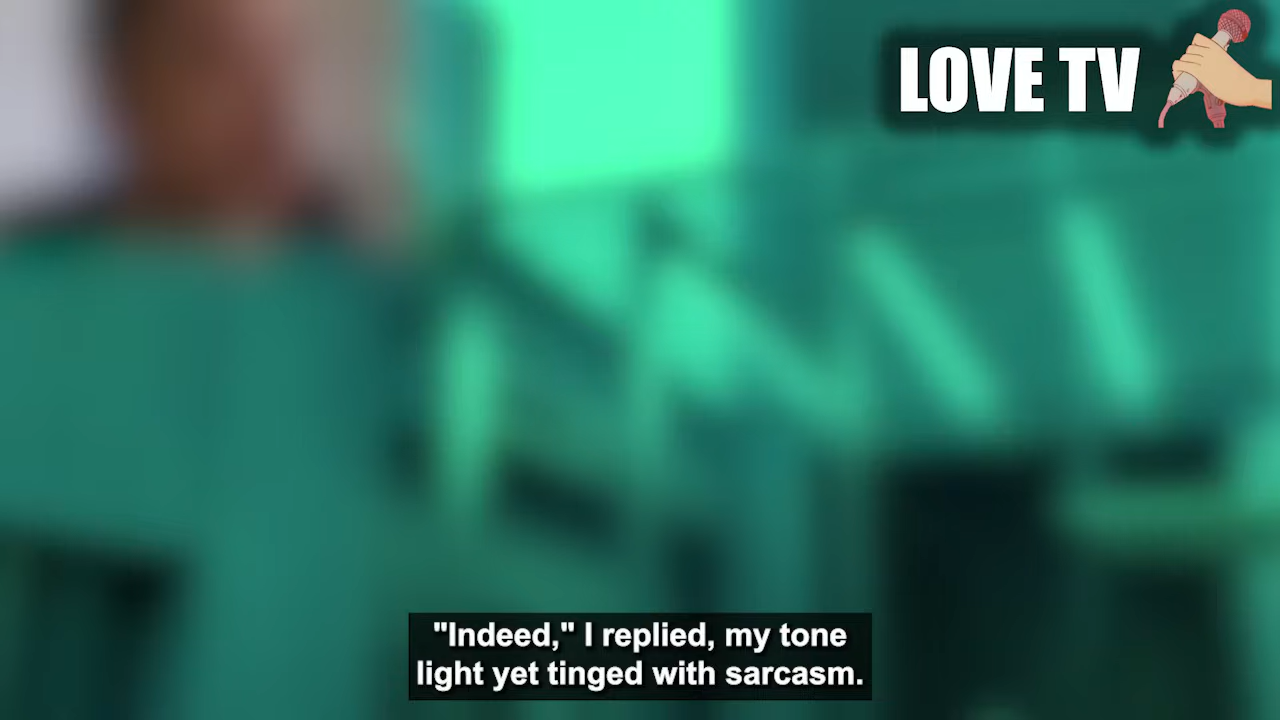 LOVE TV
"Indeed," I replied, my tone
light yet tinged with sarcasm.